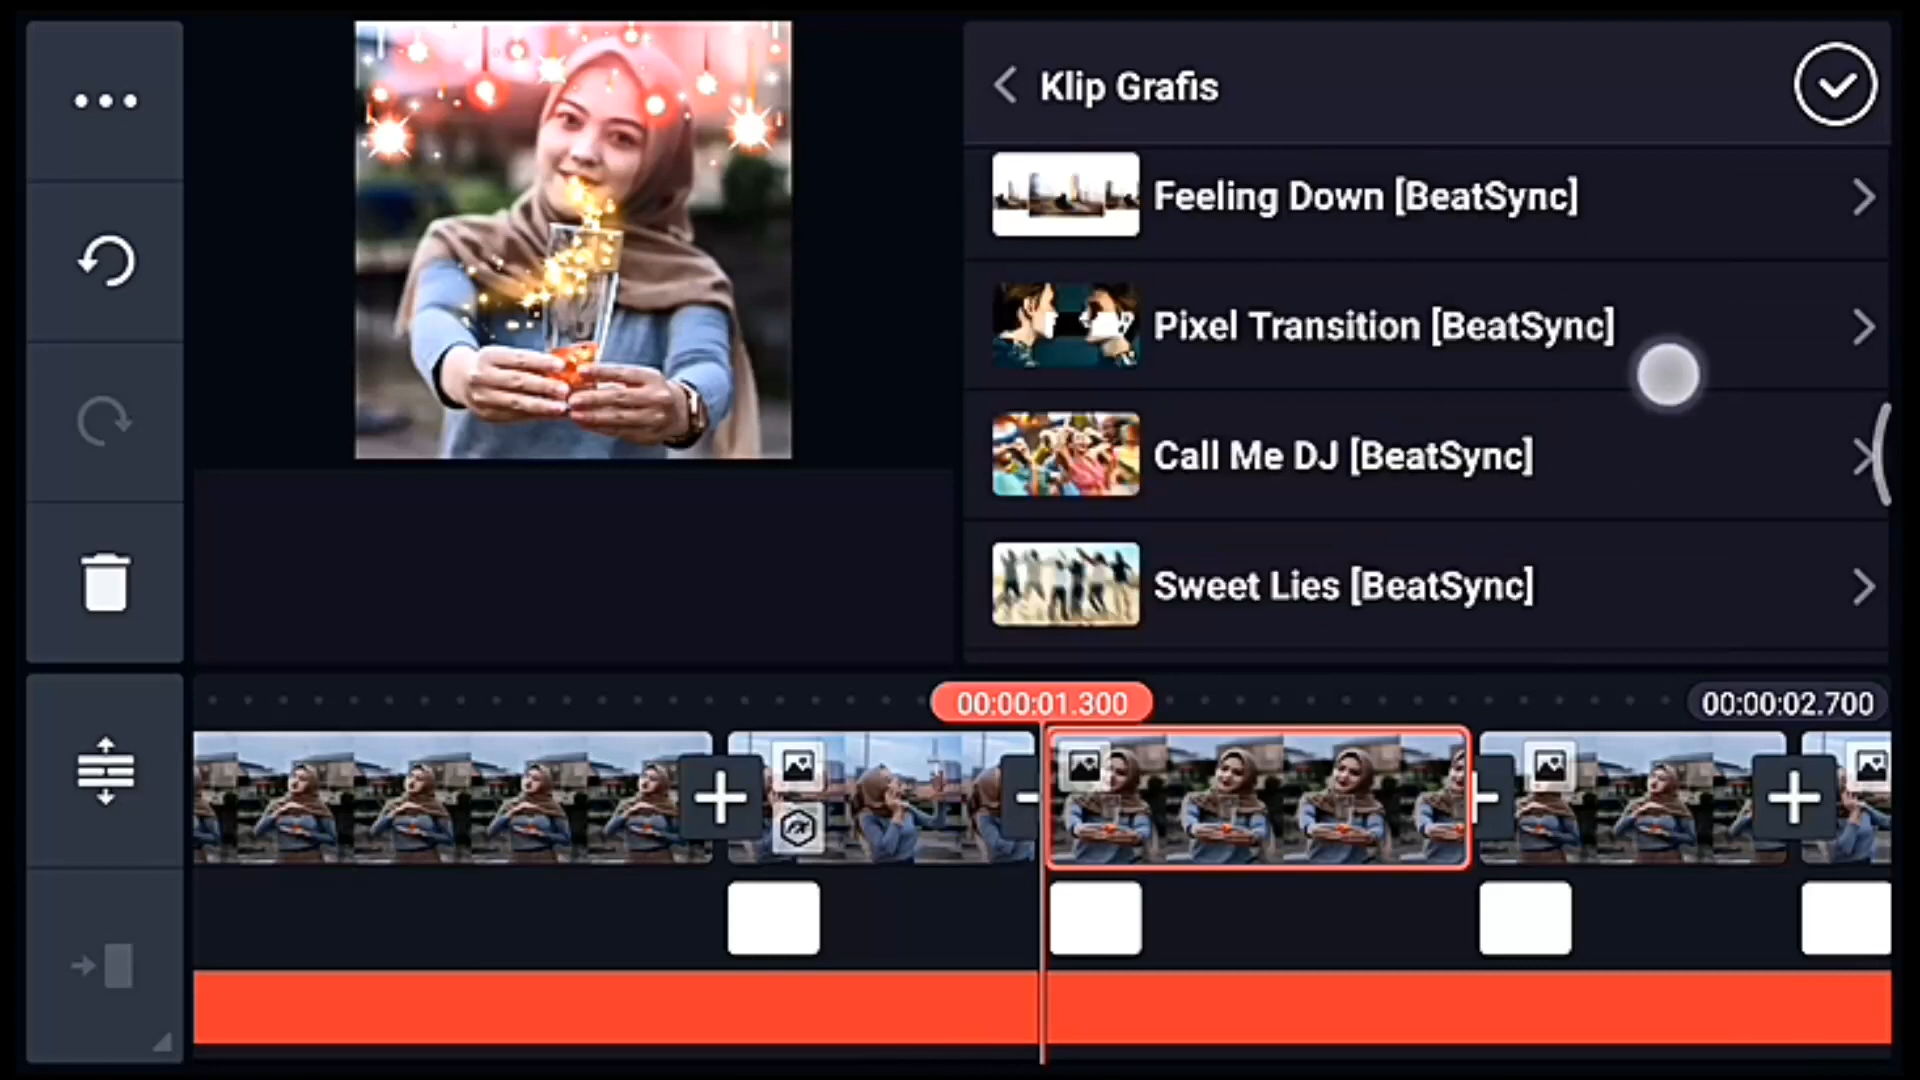 Klip Grafis
Feeling Down [BeatSync]
Pixel Transition [BeatSync]
Call Me DJ [BeatSync]
Sweet Lies [BeatSync]
00:00:01.300
00:00:02.700